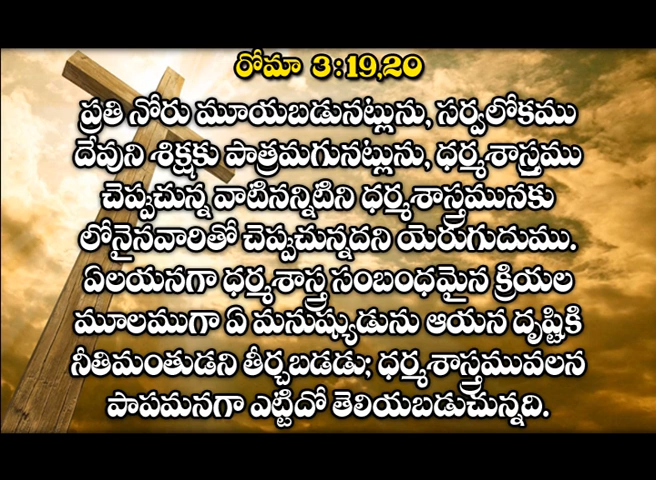 రోమా 3:19,20
ప్రతి నోరు మూయబడునట్లును, సర్వలోకము
దేవుని శిక్షకు పాత్రమగునట్లును, ధర్మశాస్త్రము
చెప్పుచున్న వాటినన్నిటిని ధర్మశాస్త్రమునకు
లోనైనవారితో చెప్పుచున్నదని యెరుగుదుము.
ఏలయనగా ధర్మశాస్త్ర సంబంధమైన క్రియల
మూలముగా ఏ మనుష్యుడును ఆయన దృష్టికి
నీతిమంతుడని తీర్చబడడు; ధర్మశాస్త్రమువలన
పాపమనగా ఎట్టిదో తెలియబడుచున్నది.